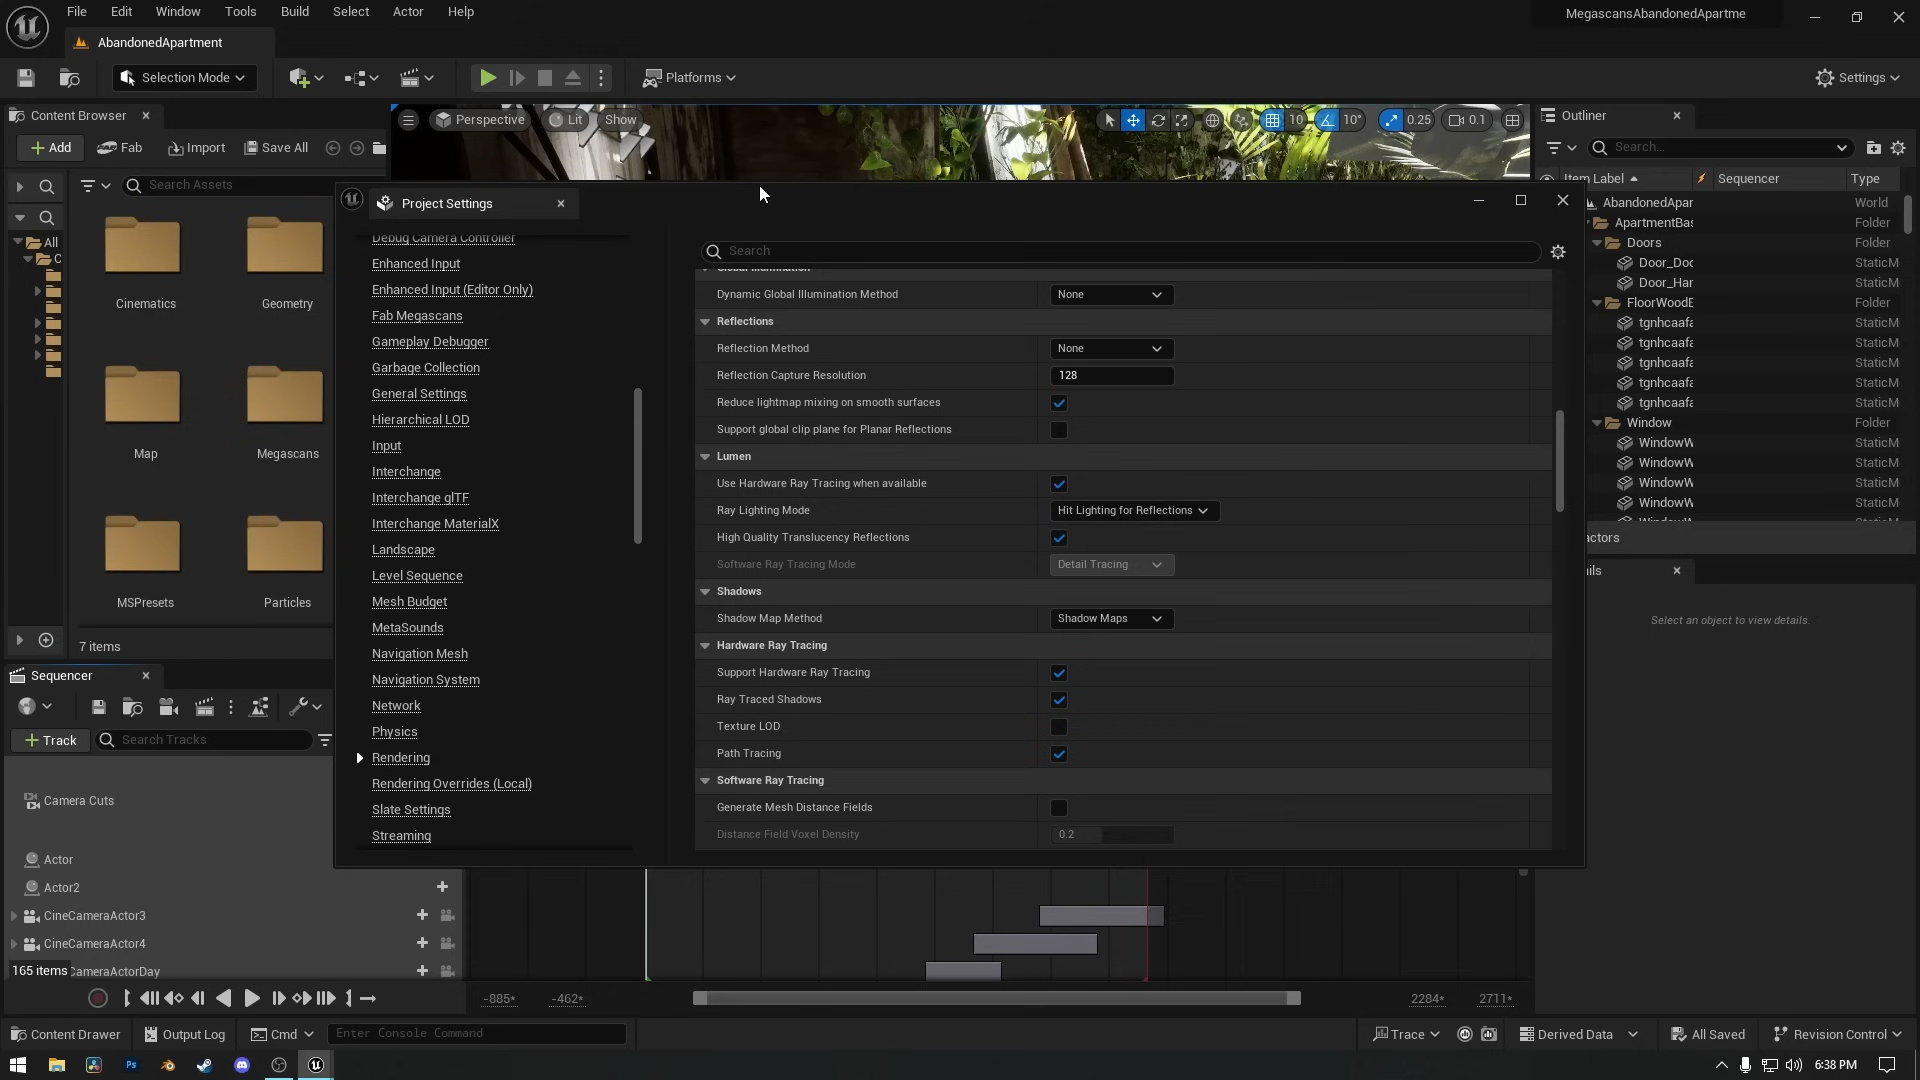 File Edit Window Tools Build Select Actor Help
MegascansAbandonedApartme
AbandonedApartment
Selection Mode
Platforms
Settings
Content Browser
Perspective
Lit
Show
10
10°
0.25
0.1
Outliner
Add
Fab
Import
Save All
Search...
Search Assets
Item Label
Sequencer
Type
All
C
Cinematics
Geometry
Map
Megascans
MSPresets
Particles
7 items
Project Settings
Debug Camera Controller
Enhanced Input
Enhanced Input (Editor Only)
Fab Megascans
Gameplay Debugger
Garbage Collection
General Settings
Hierarchical LOD
Input
Interchange
Interchange glTF
Interchange MaterialX
Landscape
Level Sequence
Mesh Budget
MetaSounds
Navigation Mesh
Navigation System
Network
Physics
Rendering
Rendering Overrides (Local)
Slate Settings
Streaming
Search
Global Illumination
Dynamic Global Illumination Method None
Reflections
Reflection Method None
Reflection Capture Resolution 128
Reduce lightmap mixing on smooth surfaces
Support global clip plane for Planar Reflections
Lumen
Use Hardware Ray Tracing when available
Ray Lighting Mode Hit Lighting for Reflections
High Quality Translucency Reflections
Software Ray Tracing Mode Detail Tracing
Shadows
Shadow Map Method Shadow Maps
Hardware Ray Tracing
Support Hardware Ray Tracing
Ray Traced Shadows
Texture LOD
Path Tracing
Software Ray Tracing
Generate Mesh Distance Fields
Distance Field Voxel Density 0.2
AbandonedApar World
ApartmentBas Folder
Doors Folder
Door_Doo StaticM
Door_Har StaticM
FloorWoodB Folder
tgnhcaafa StaticM
tgnhcaafa StaticM
tgnhcaafa StaticM
tgnhcaafa StaticM
tgnhcaafa StaticM
Window Folder
WindowW StaticM
WindowW StaticM
WindowW StaticM
WindowW StaticM
actors
ils
Select an object to view details.
Sequencer
Track
Search Tracks
Camera Cuts
Actor
Actor2
CineCameraActor3
CineCameraActor4
165 items
CameraActorDay
-885*
-462*
2284*
2711*
Content Drawer
Output Log
Cmd
Enter Console Command
Trace
Derived Data
All Saved
Revision Control
Ps
6:38 PM